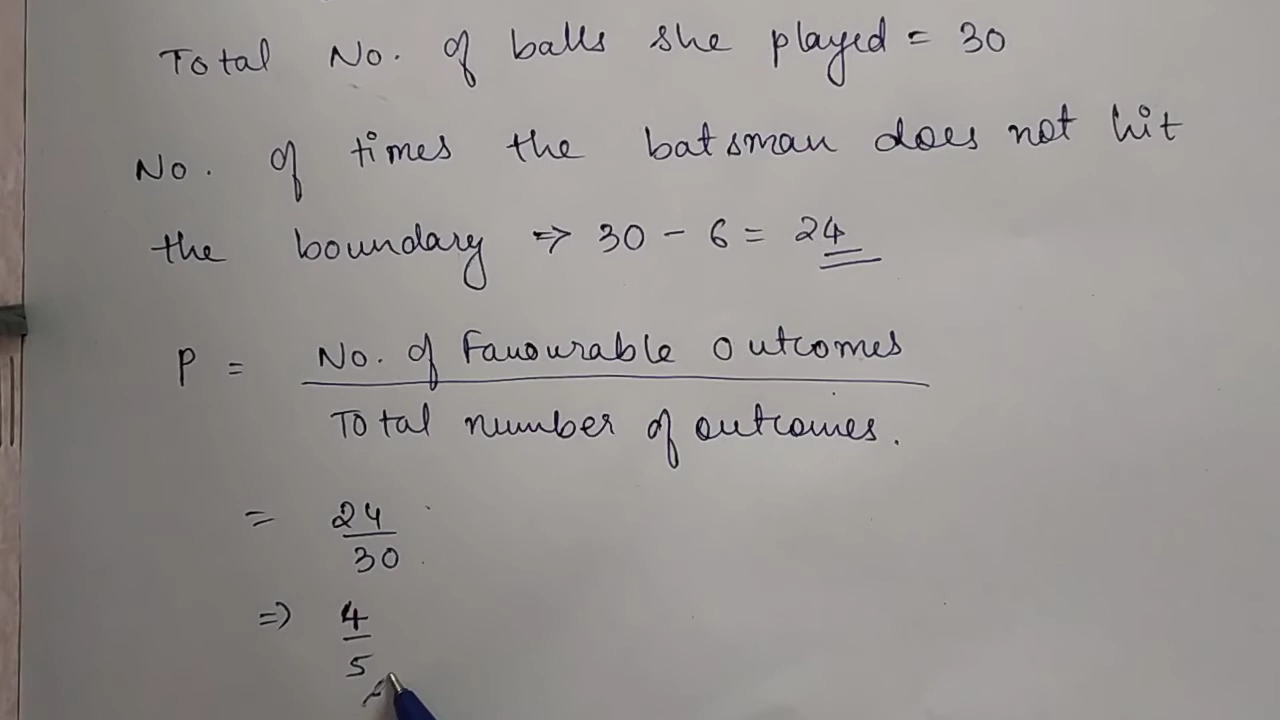 Total No. of balls she played = 30
No. of times the batsman does not hit
the boundary => 30 - 6 = 24
P = No. of Favourable outcomes
Total number of outcomes.
= 24
30
=> 4
5